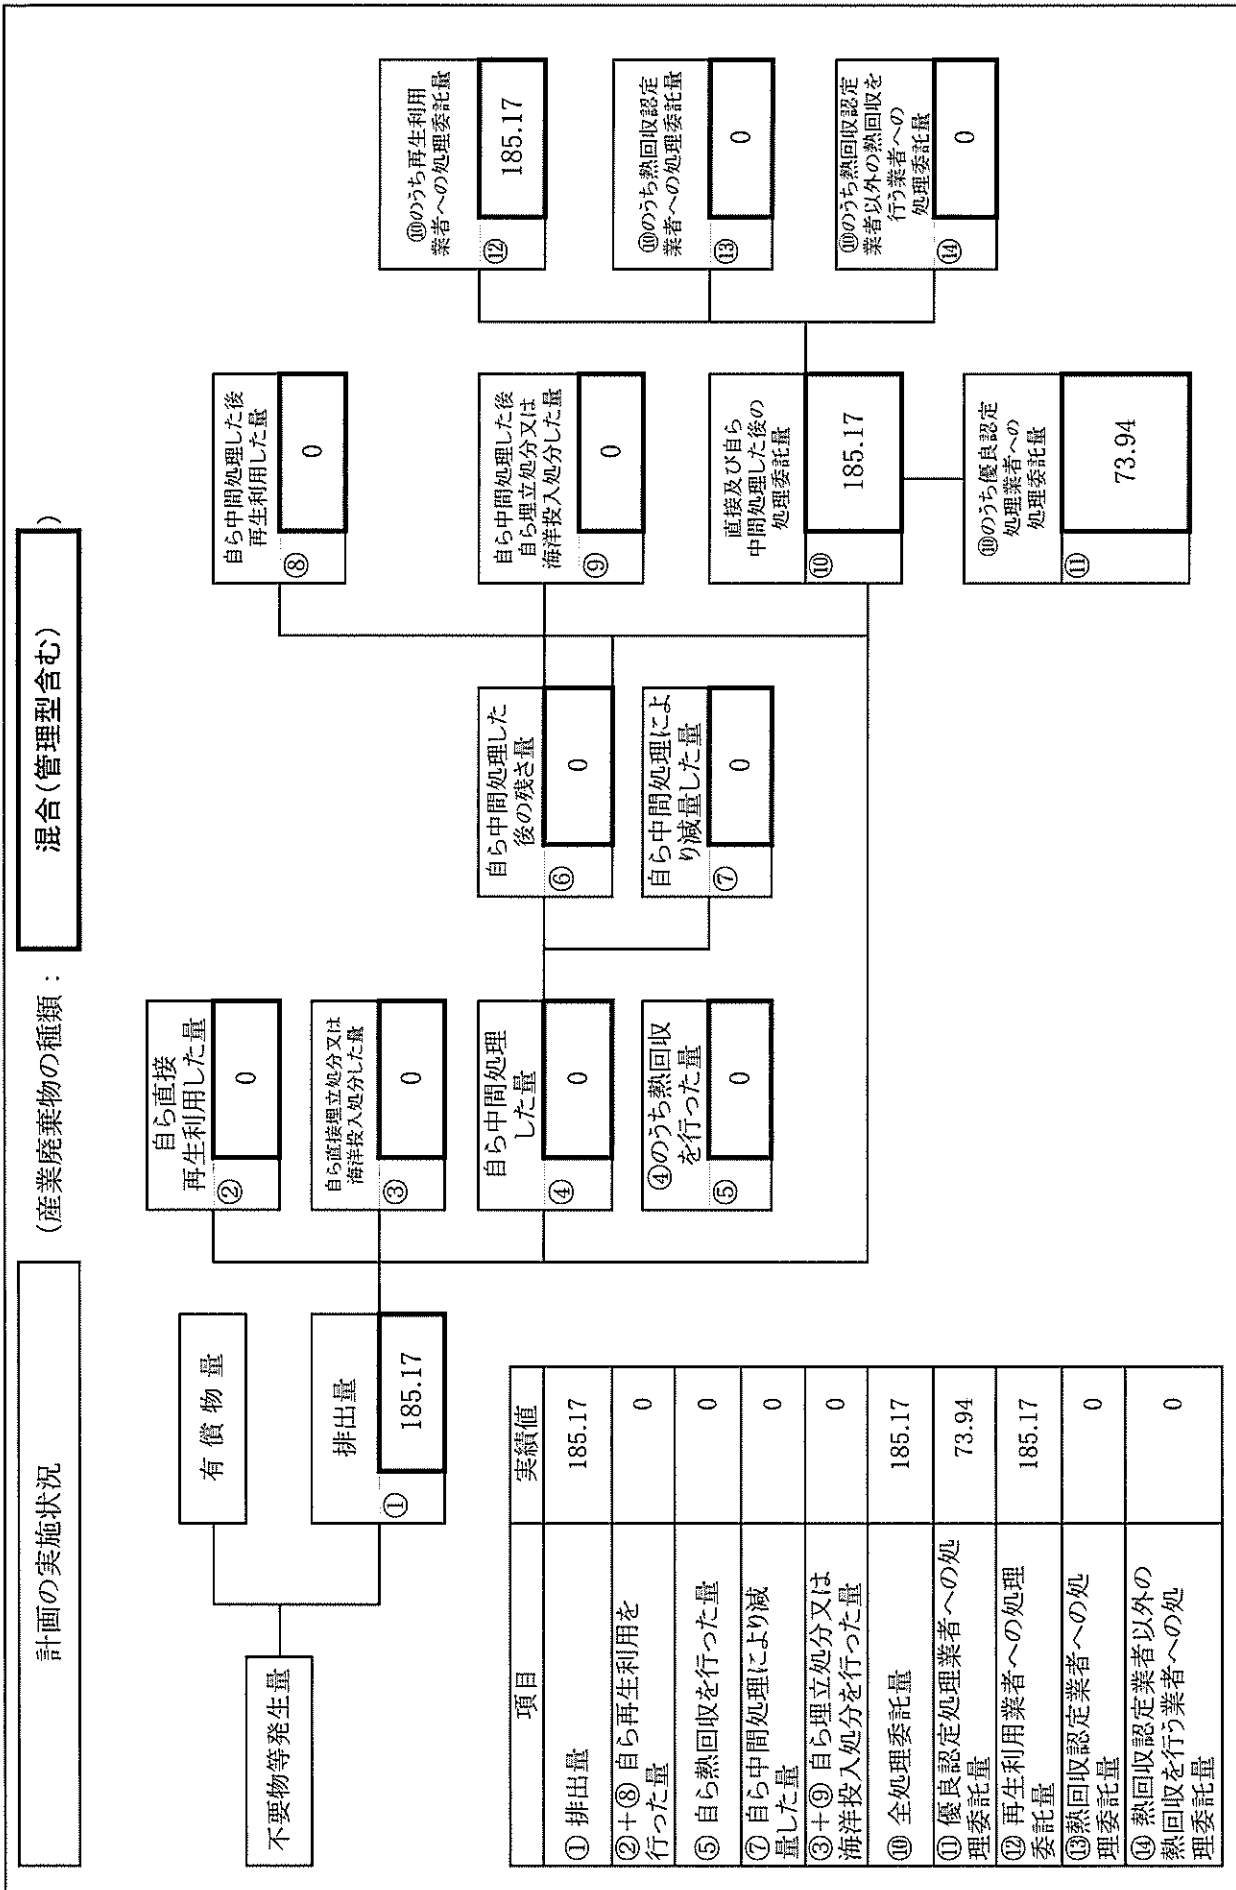 計画の実施状況
（産業廃棄物の種類：
混合（管理型含む）
）
不要物等発生量
有償物量
排出量
①
185.17
自ら直接
再生利用した量
②
0
自ら直接埋立処分又は
海洋投入処分した量
③
0
自ら中間処理
した量
④
0
④のうち熱回収
を行った量
⑤
0
自ら中間処理した
後の残さ量
⑥
0
自ら中間処理によ
り減量した量
⑦
0
自ら中間処理した後
再生利用した量
⑧
0
自ら中間処理した後
自ら埋立処分又は
海洋投入処分した量
⑨
0
直接及び自ら
中間処理した後の
処理委託量
⑩
185.17
⑩のうち優良認定
処理業者への
処理委託量
⑪
73.94
⑩のうち再生利用
業者への処理委託量
⑫
185.17
⑩のうち熱回収認定
業者への処理委託量
⑬
0
⑩のうち熱回収認定
業者以外の熱回収を
行う業者への
処理委託量
⑭
0
項目 実績値
① 排出量 185.17
②＋⑧ 自ら再生利用を
行った量 0
⑤ 自ら熱回収を行った量 0
⑦ 自ら中間処理により減
量した量 0
③＋⑨ 自ら埋立処分又は
海洋投入処分を行った量 0
⑩ 全処理委託量 185.17
⑪ 優良認定処理業者への処
理委託量 73.94
⑫ 再生利用業者への処理
委託量 185.17
⑬熱回収認定業者への処
理委託量 0
⑭ 熱回収認定業者以外の
熱回収を行う業者への処
理委託量 0